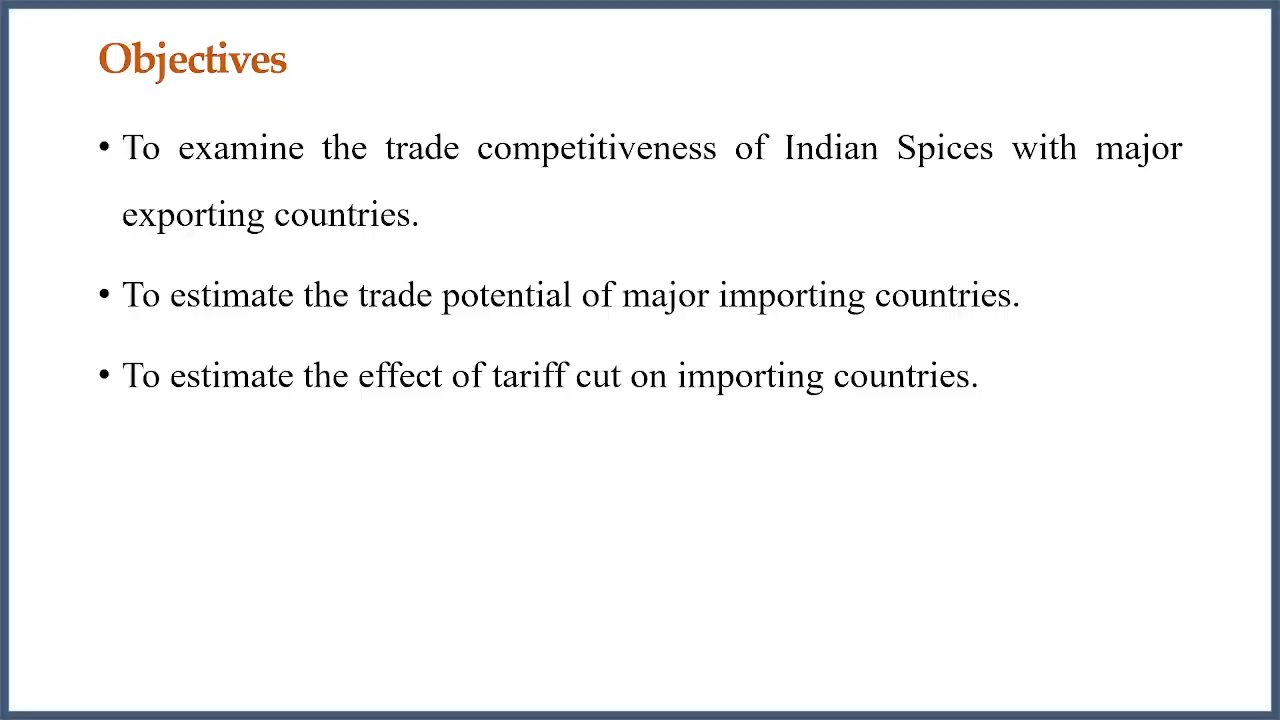 Objectives
• To examine the trade competitiveness of Indian Spices with major
exporting countries.
• To estimate the trade potential of major importing countries.
• To estimate the effect of tariff cut on importing countries.